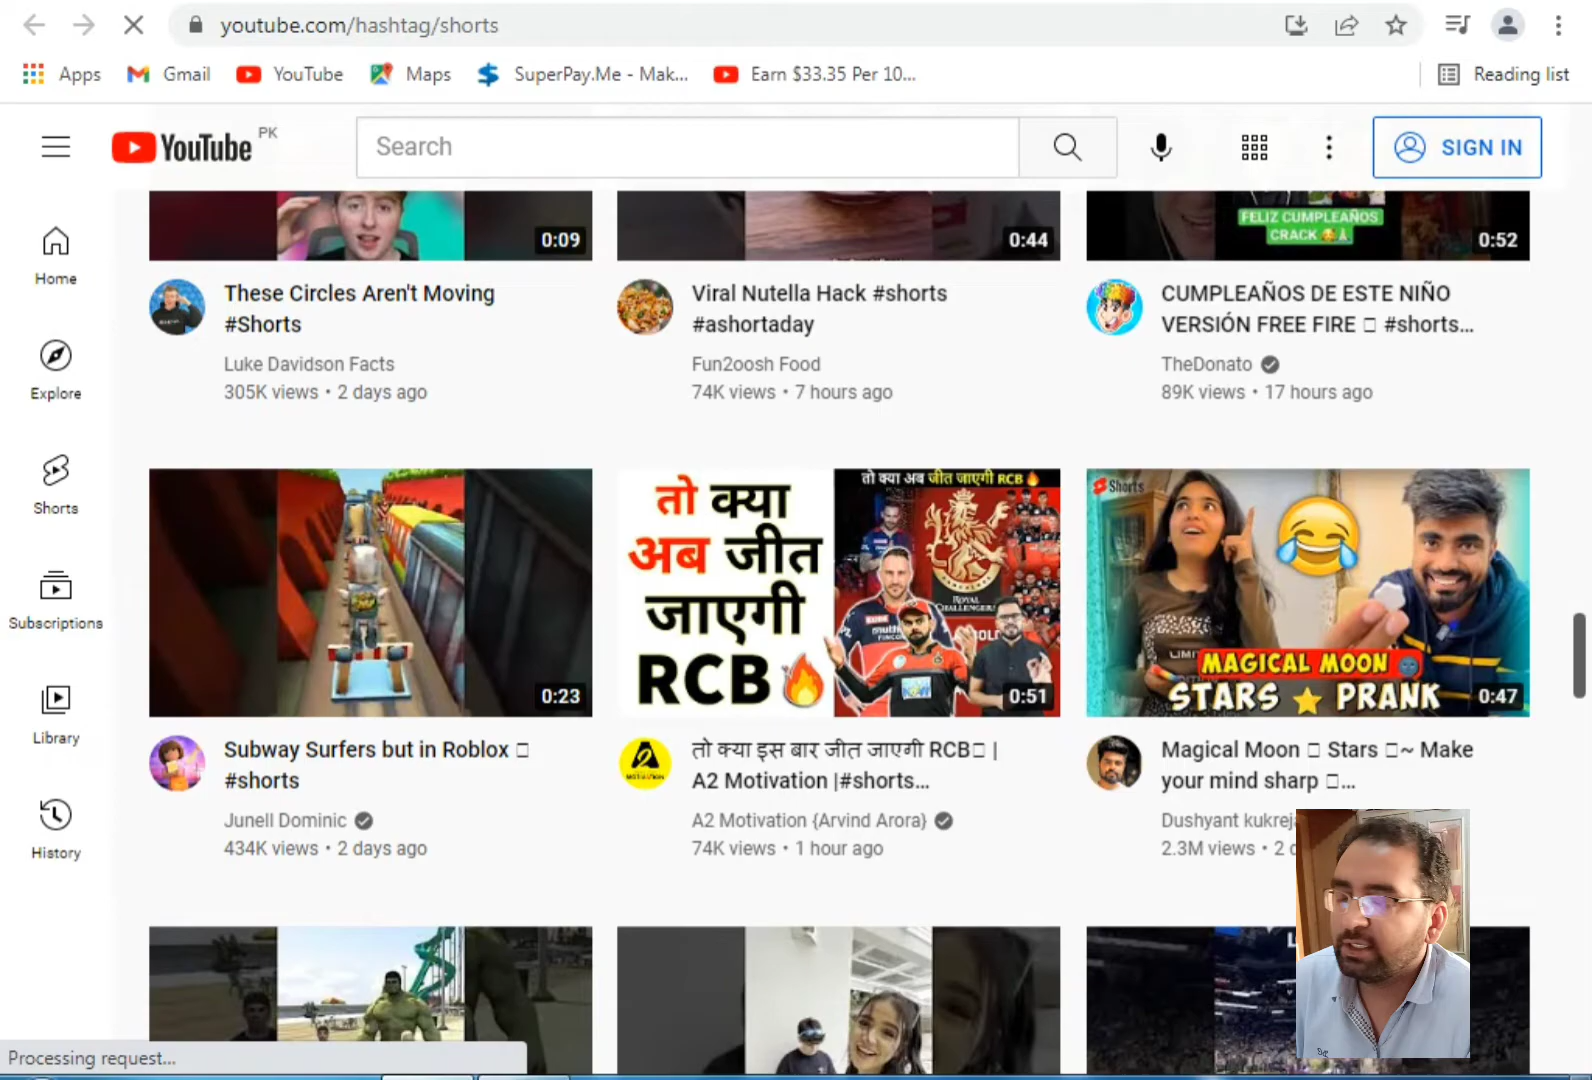 youtube.com/hashtag/shorts
Apps
Gmail
YouTube
Maps
SuperPay.Me - Mak...
Earn $33.35 Per 10...
Reading list
YouTube PK
Search
SIGN IN
Home
Explore
Shorts
Subscriptions
Library
History
0:09
0:44
FELIZ CUMPLEAÑOS
CRACK
0:52
These Circles Aren't Moving
#Shorts
Luke Davidson Facts
305K views • 2 days ago
Viral Nutella Hack #shorts
#ashortaday
Fun2oosh Food
74K views • 7 hours ago
CUMPLEAÑOS DE ESTE NIÑO
VERSIÓN FREE FIRE #shorts...
TheDonato
89K views • 17 hours ago
0:23
तो क्या
अब जीत
जाएगी
RCB
तो क्या अब जीत जाएगी RCB
ROYAL
CHALLENGERS
0:51
Shorts
MAGICAL MOON
STARS PRANK
0:47
Subway Surfers but in Roblox
#shorts
Junell Dominic
434K views • 2 days ago
MOTIVATION
तो क्या इस बार जीत जाएगी RCB |
A2 Motivation |#shorts...
A2 Motivation {Arvind Arora}
74K views • 1 hour ago
Magical Moon Stars ~ Make
your mind sharp ...
Dushyant
2.3M views • 2
Processing request...